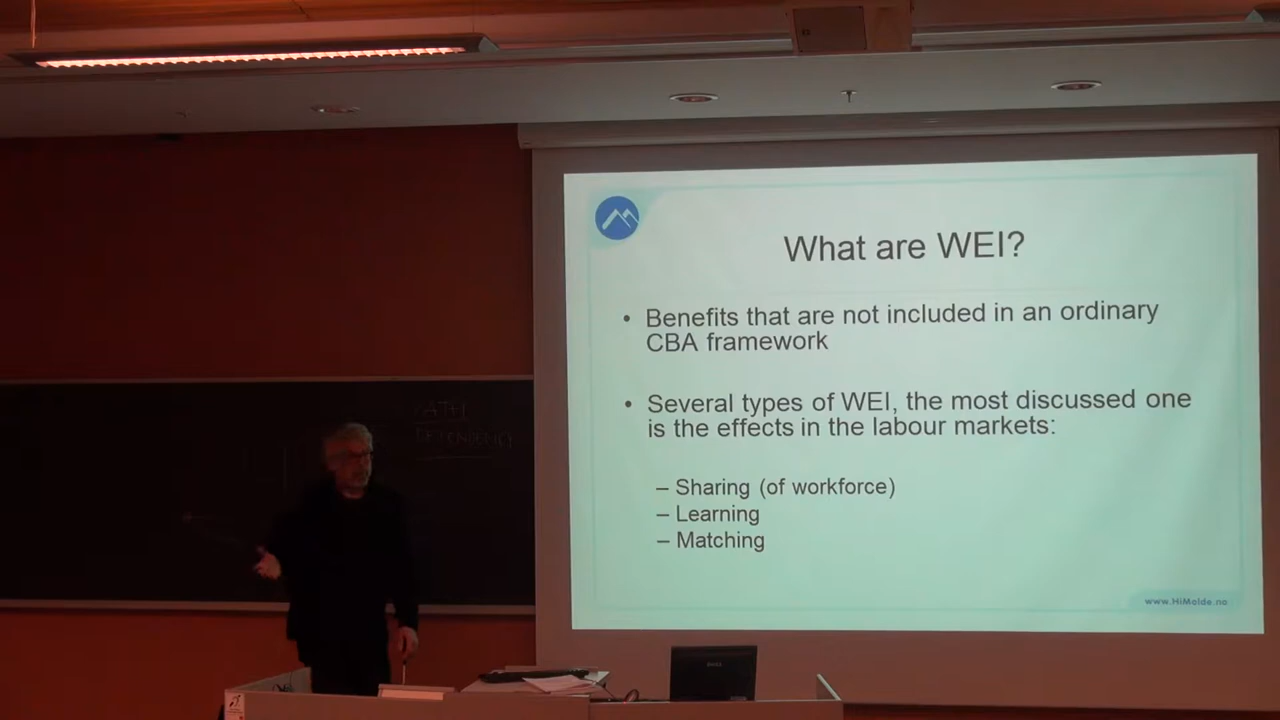 What are WEI?
• Benefits that are not included in an ordinary
CBA framework
• Several types of WEI, the most discussed one
is the effects in the labour markets:
– Sharing (of workforce)
– Learning
– Matching
www.HiMolde.no
DEPENDENCY